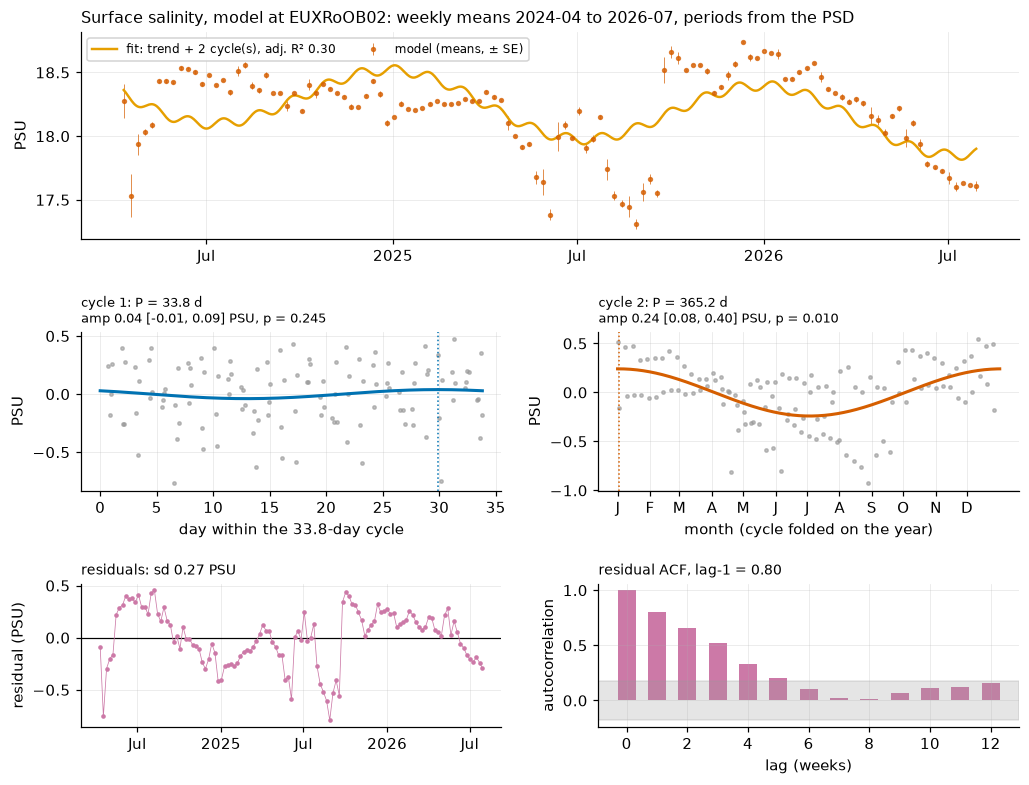 Surface salinity, model at EUXRoOB02: weekly means 2024-04 to 2026-07, periods from the PSD
fit: trend + 2 cycle(s), adj. R² 0.30
model (means, ± SE)
PSU
18.5
18.0
17.5
Jul
2025
Jul
2026
Jul
cycle 1: P = 33.8 d
amp 0.04 [-0.01, 0.09] PSU, p = 0.245
PSU
0.5
0.0
−0.5
0
5
10
15
20
25
30
35
day within the 33.8-day cycle
cycle 2: P = 365.2 d
amp 0.24 [0.08, 0.40] PSU, p = 0.010
PSU
0.5
0.0
−0.5
−1.0
J
F
M
A
M
J
J
A
S
O
N
D
month (cycle folded on the year)
residuals: sd 0.27 PSU
residual (PSU)
0.5
0.0
−0.5
Jul
2025
Jul
2026
Jul
residual ACF, lag-1 = 0.80
autocorrelation
1.0
0.5
0.0
0
2
4
6
8
10
12
lag (weeks)